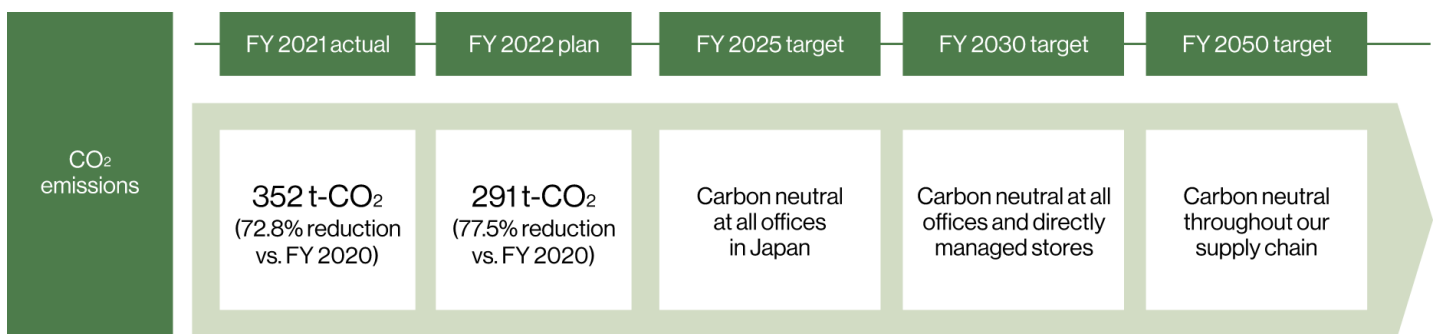 FY 2021 actual
FY 2022 plan
FY 2025 target
FY 2030 target
FY 2050 target
CO₂
emissions
352 t-CO₂
(72.8% reduction
vs. FY 2020)
291 t-CO₂
(77.5% reduction
vs. FY 2020)
Carbon neutral
at all offices
in Japan
Carbon neutral at all
offices and directly
managed stores
Carbon neutral
throughout our
supply chain